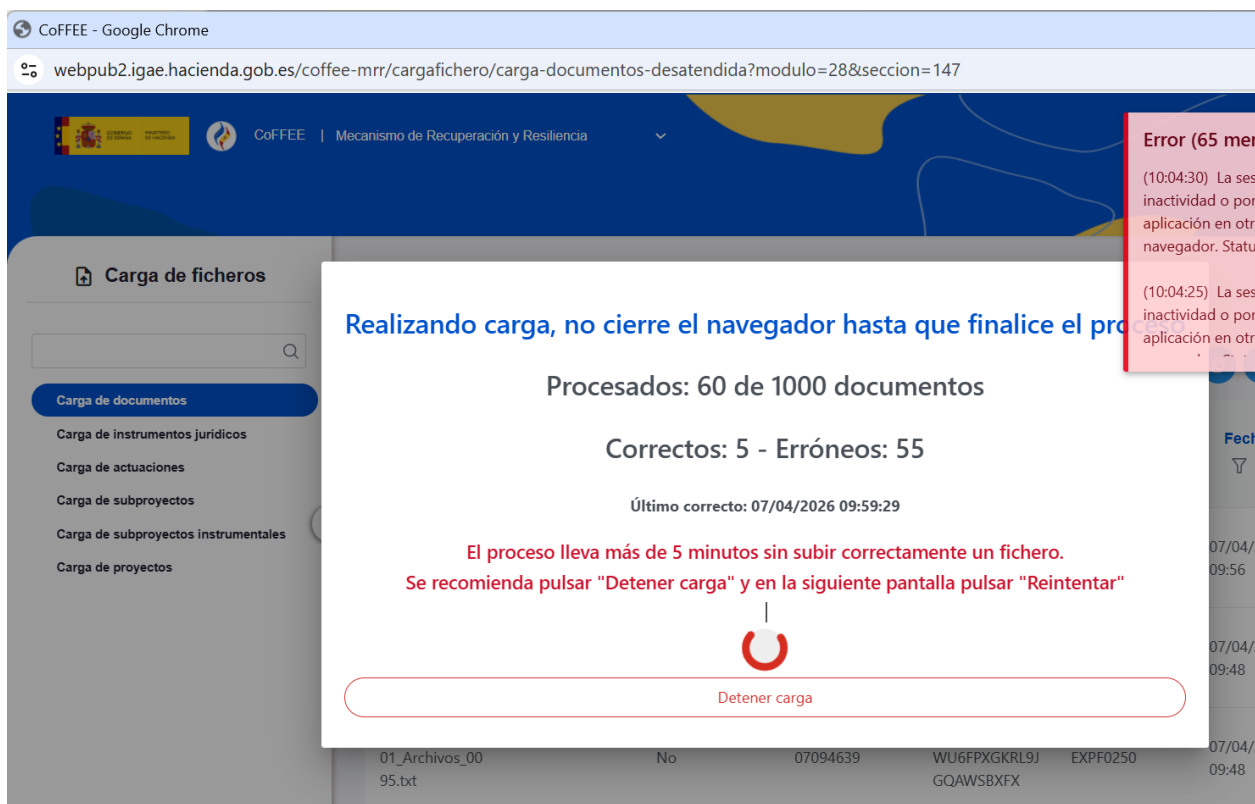 CoFFEE - Google Chrome
webpub2.igae.hacienda.gob.es/coffee-mrr/cargafichero/carga-documentos-desatendida?modulo=28&seccion=147
GOBIERNO DE ESPAÑA MINISTERIO DE HACIENDA
CoFFEE | Mecanismo de Recuperación y Resiliencia
Error (65 men
(10:04:30) La ses
inactividad o por
aplicación en otr
navegador. Statu
(10:04:25) La ses
inactividad o por
aplicación en otr
Carga de ficheros
Carga de documentos
Carga de instrumentos jurídicos
Carga de actuaciones
Carga de subproyectos
Carga de subproyectos instrumentales
Carga de proyectos
Realizando carga, no cierre el navegador hasta que finalice el proceso
Procesados: 60 de 1000 documentos
Correctos: 5 - Erróneos: 55
Último correcto: 07/04/2026 09:59:29
El proceso lleva más de 5 minutos sin subir correctamente un fichero.
Se recomienda pulsar "Detener carga" y en la siguiente pantalla pulsar "Reintentar"
Detener carga
Fech
07/04/
09:56
07/04/
09:48
01_Archivos_00 No 07094639 WU6FPXGKRL9J EXPF0250 07/04/
95.txt GQAWSBXFX 09:48